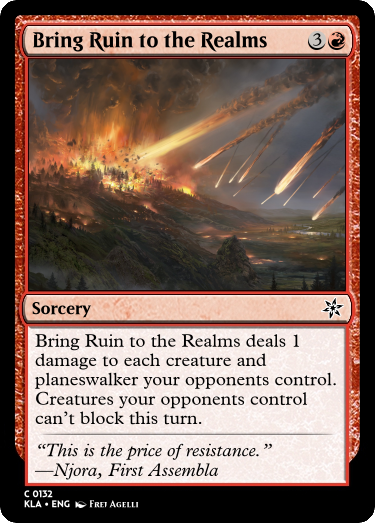 Bring Ruin to the Realms 3
Sorcery
Bring Ruin to the Realms deals 1
damage to each creature and
planeswalker your opponents control.
Creatures your opponents control
can't block this turn.
“This is the price of resistance.”
—Njora, First Assembla
C 0132
KLA • ENG Frei Agelli